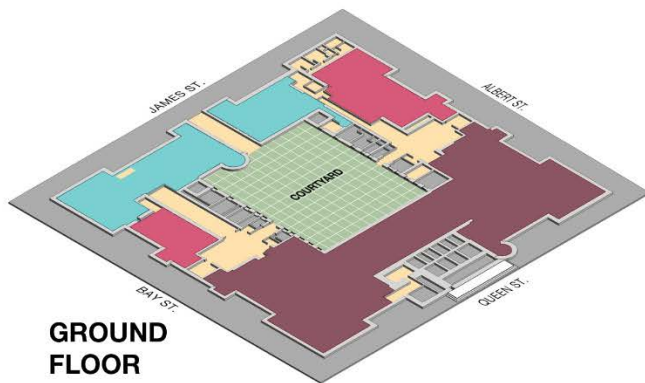 JAMES ST.
ALBERT ST.
COURTYARD
BAY ST.
QUEEN ST.
GROUND
FLOOR